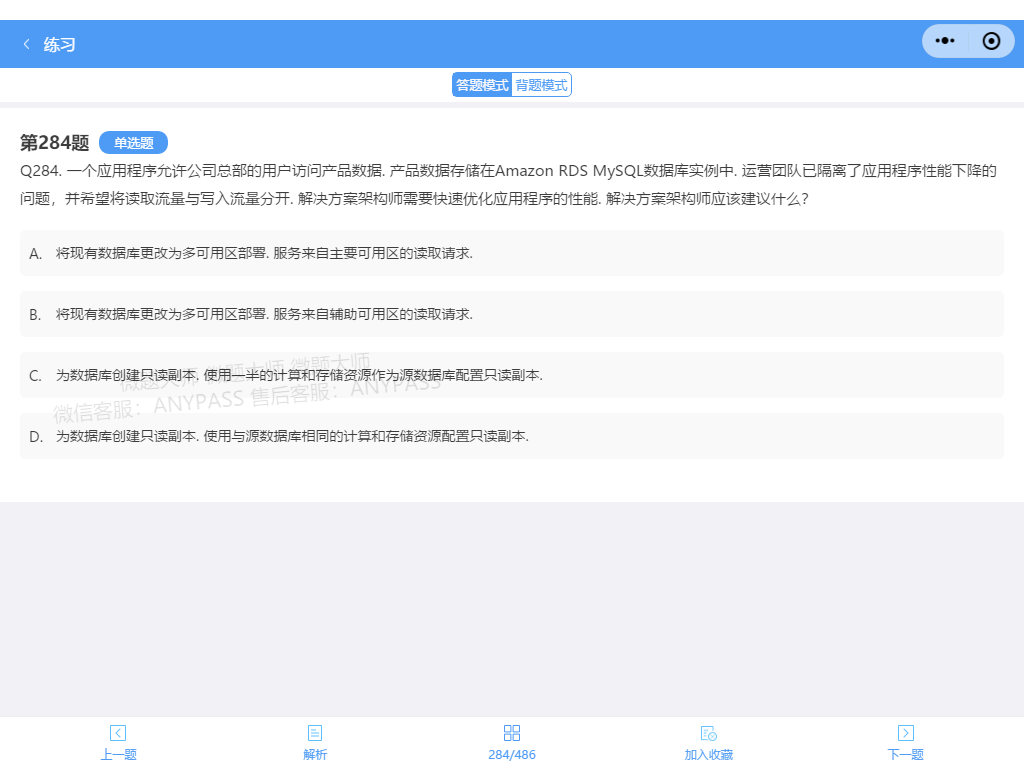 练习
答题模式 背题模式
第284题 单选题
Q284. 一个应用程序允许公司总部的用户访问产品数据. 产品数据存储在Amazon RDS MySQL数据库实例中. 运营团队已隔离了应用程序性能下降的
问题，并希望将读取流量与写入流量分开. 解决方案架构师需要快速优化应用程序的性能. 解决方案架构师应该建议什么？
A. 将现有数据库更改为多可用区部署. 服务来自主要可用区的读取请求.
B. 将现有数据库更改为多可用区部署. 服务来自辅助可用区的读取请求.
微题大师 微题大师 微题大师
C. 为数据库创建只读副本. 使用一半的计算和存储资源作为源数据库配置只读副本.
微信客服：ANYPASS 售后客服：ANYPASS
D. 为数据库创建只读副本. 使用与源数据库相同的计算和存储资源配置只读副本.
上一题 解析 284/486 加入收藏 下一题